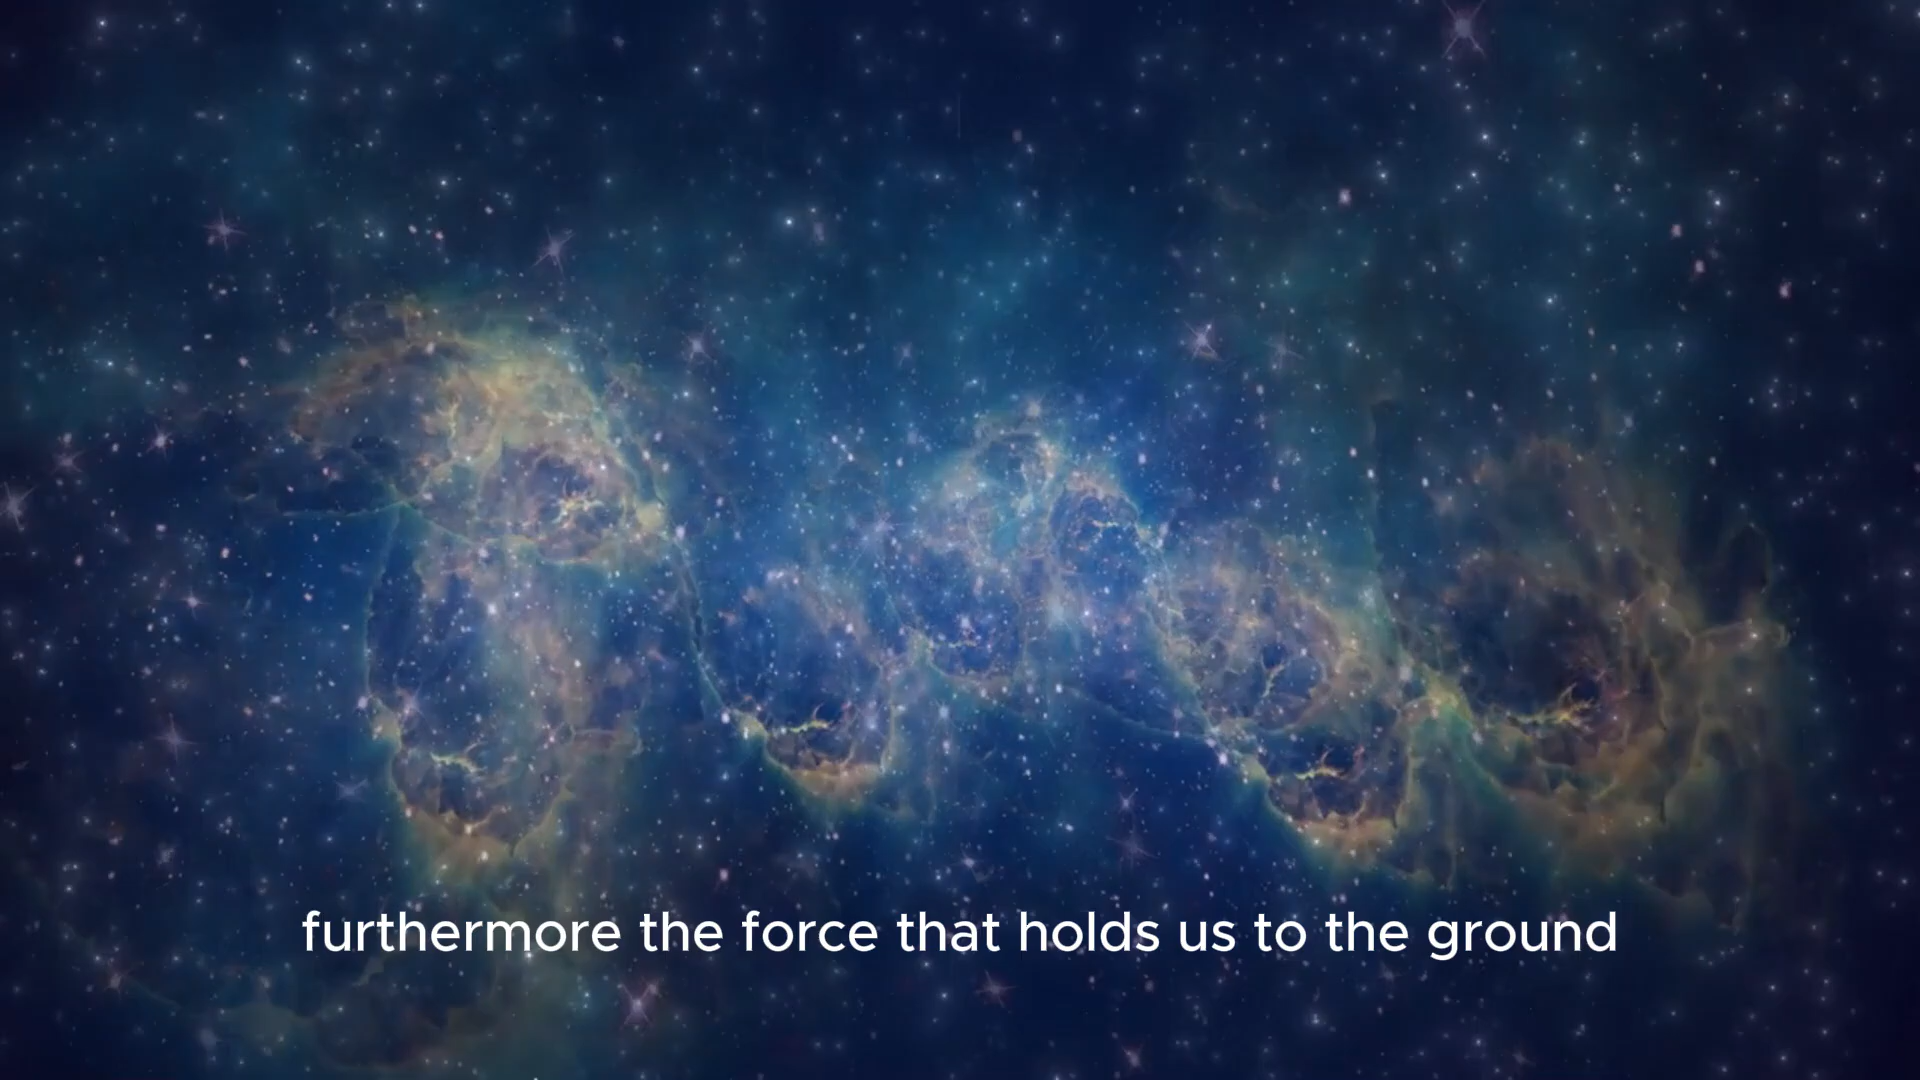 furthermore the force that holds us to the ground